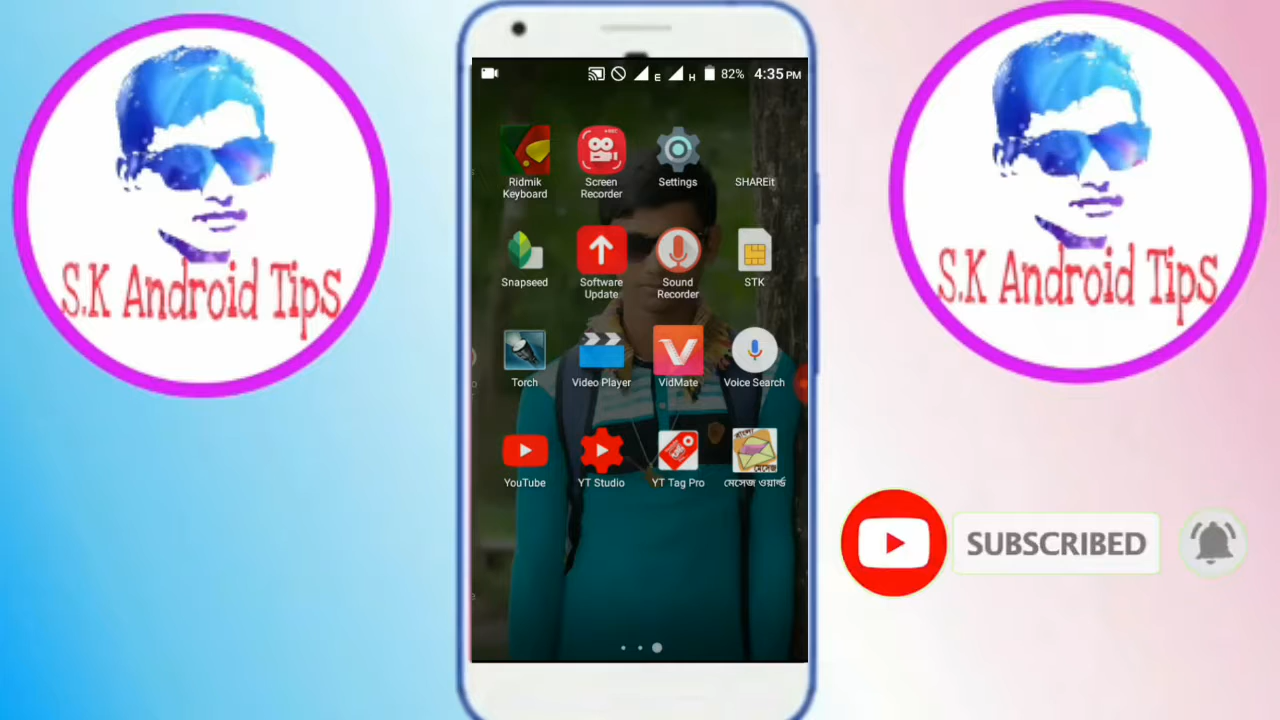 82% 4:35 PM
E H
Ridmik
Keyboard
Screen
Recorder
Settings
SHAREit
Snapseed
Software
Update
Sound
Recorder
STK
Torch
Video Player
VidMate
Voice Search
YouTube
YT Studio
YT Tag Pro
মেসেজ ওয়ার্ল্ড
S.K Android Tips
S.K Android Tips
SUBSCRIBED